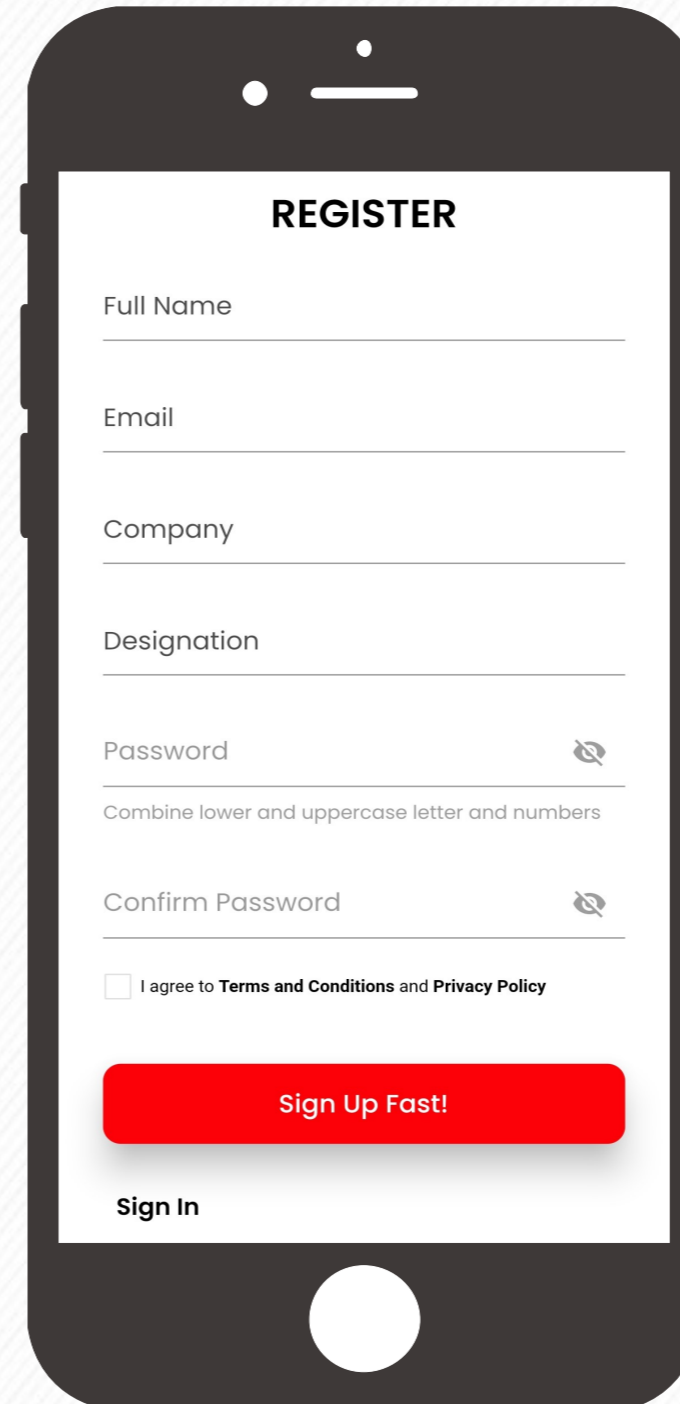 REGISTER
Full Name
Email
Company
Designation
Password
Combine lower and uppercase letter and numbers
Confirm Password
I agree to Terms and Conditions and Privacy Policy
Sign Up Fast!
Sign In